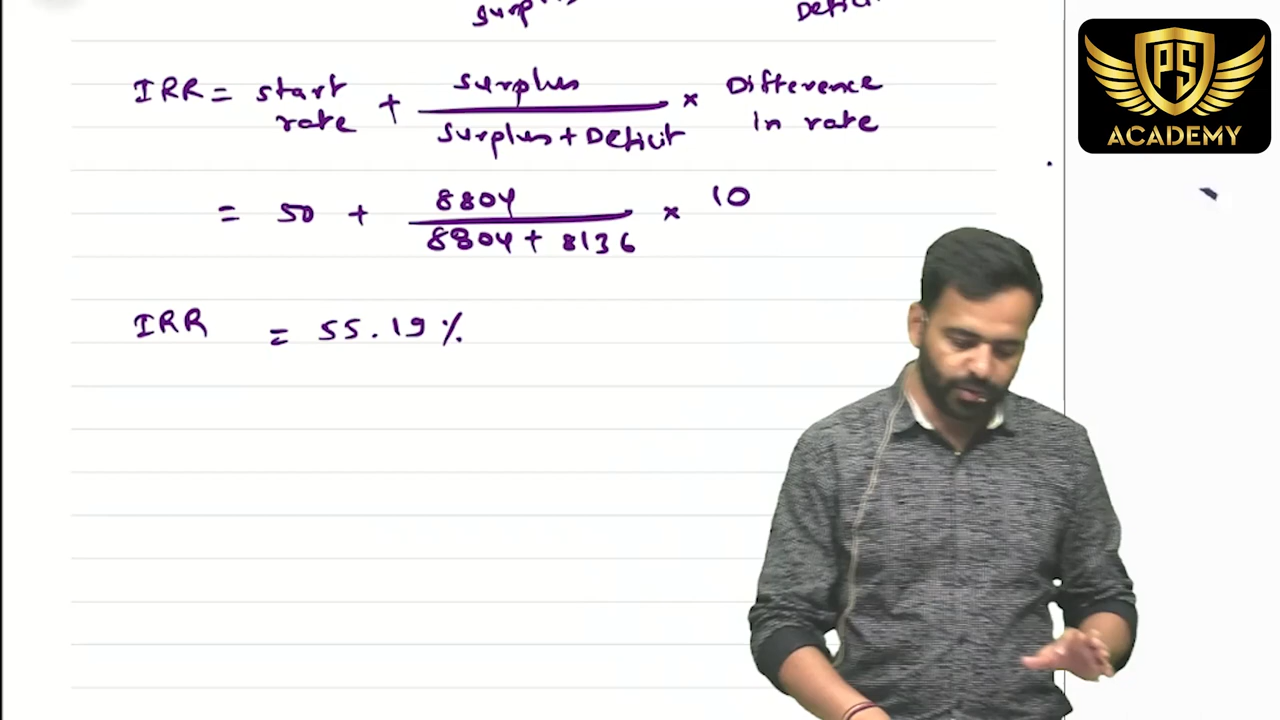 IRR = start rate + Surplus / Surplus + Deficit × Difference in rate
= 50 + 8804 / 8804 + 8136 × 10
IRR = 55.19%
PS
ACADEMY